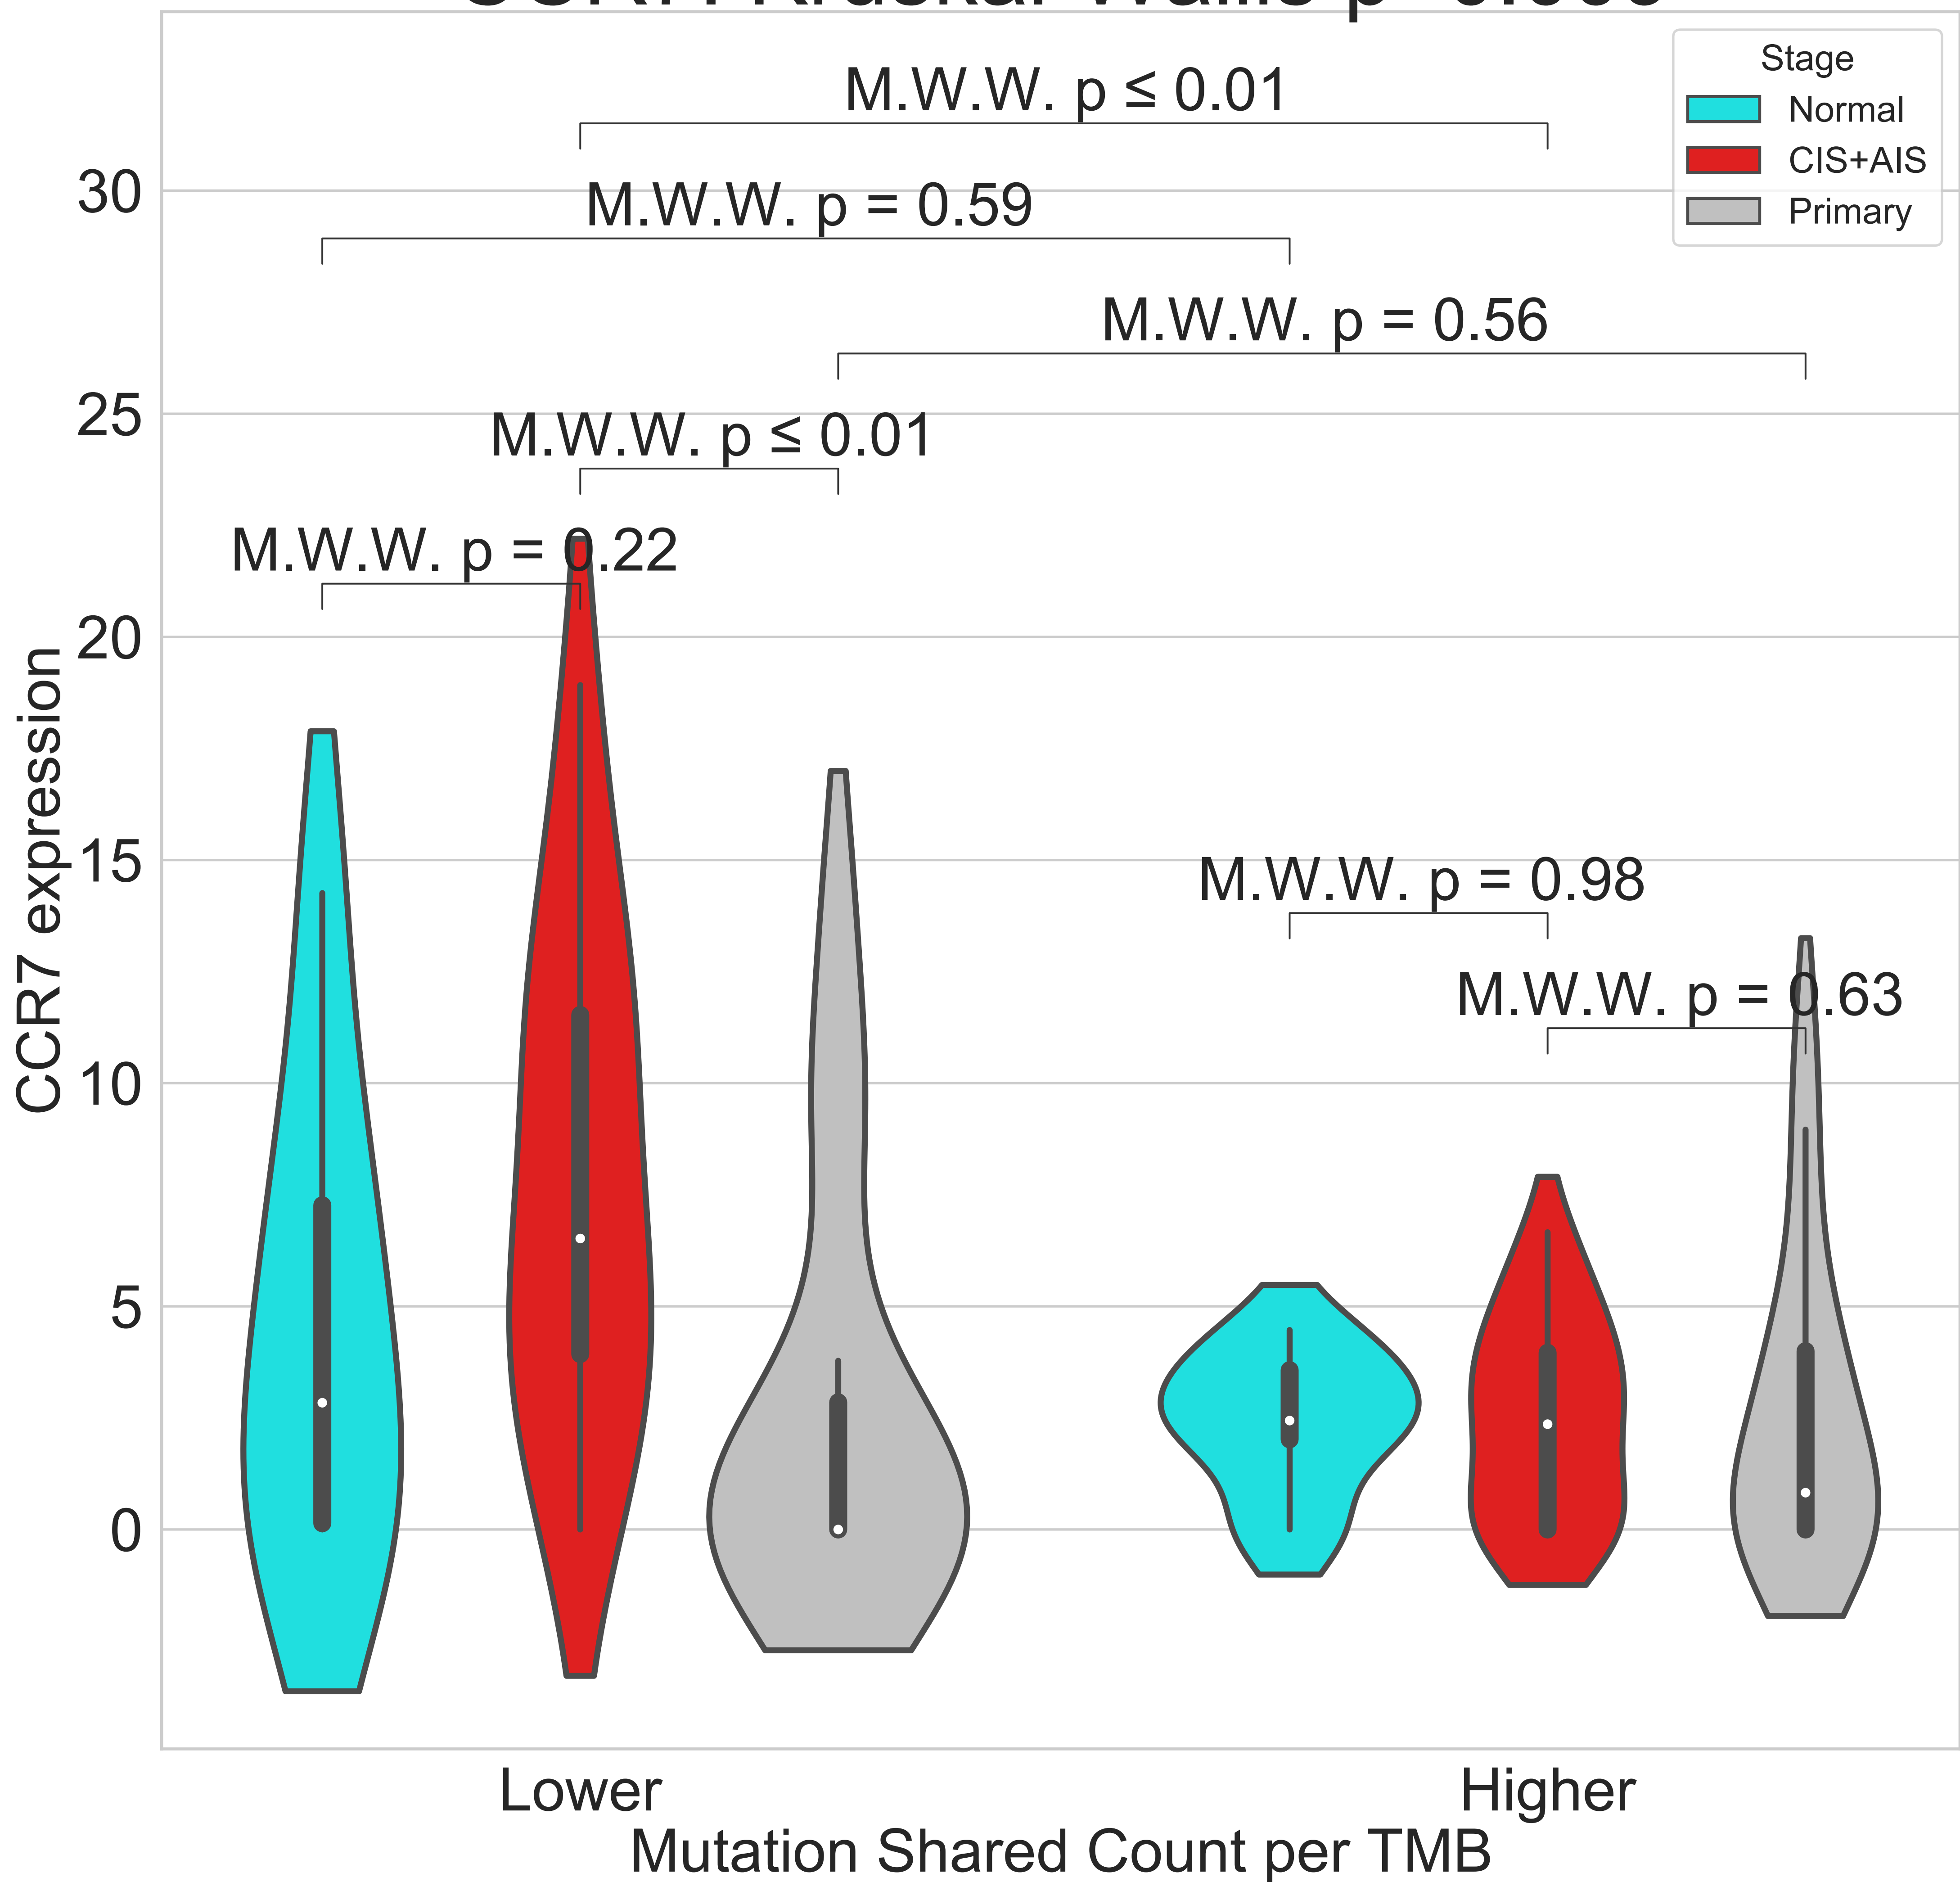 Stage
Normal
CIS+AIS
Primary
M.W.W. p ≤ 0.01
M.W.W. p = 0.59
M.W.W. p = 0.56
M.W.W. p ≤ 0.01
M.W.W. p = 0.22
M.W.W. p = 0.98
M.W.W. p = 0.63
30
25
20
15
10
5
0
CCR7 expression
Lower
Higher
Mutation Shared Count per TMB